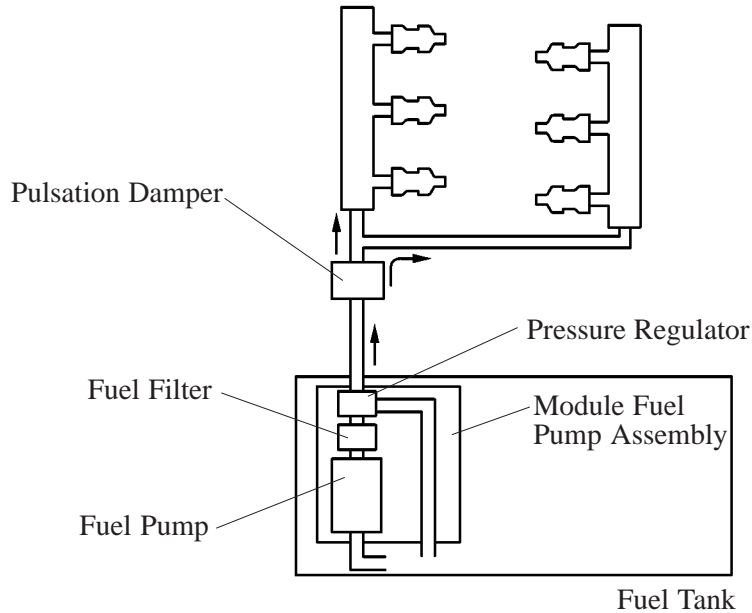 Pulsation Damper
Pressure Regulator
Fuel Filter
Module Fuel
Pump Assembly
Fuel Pump
Fuel Tank